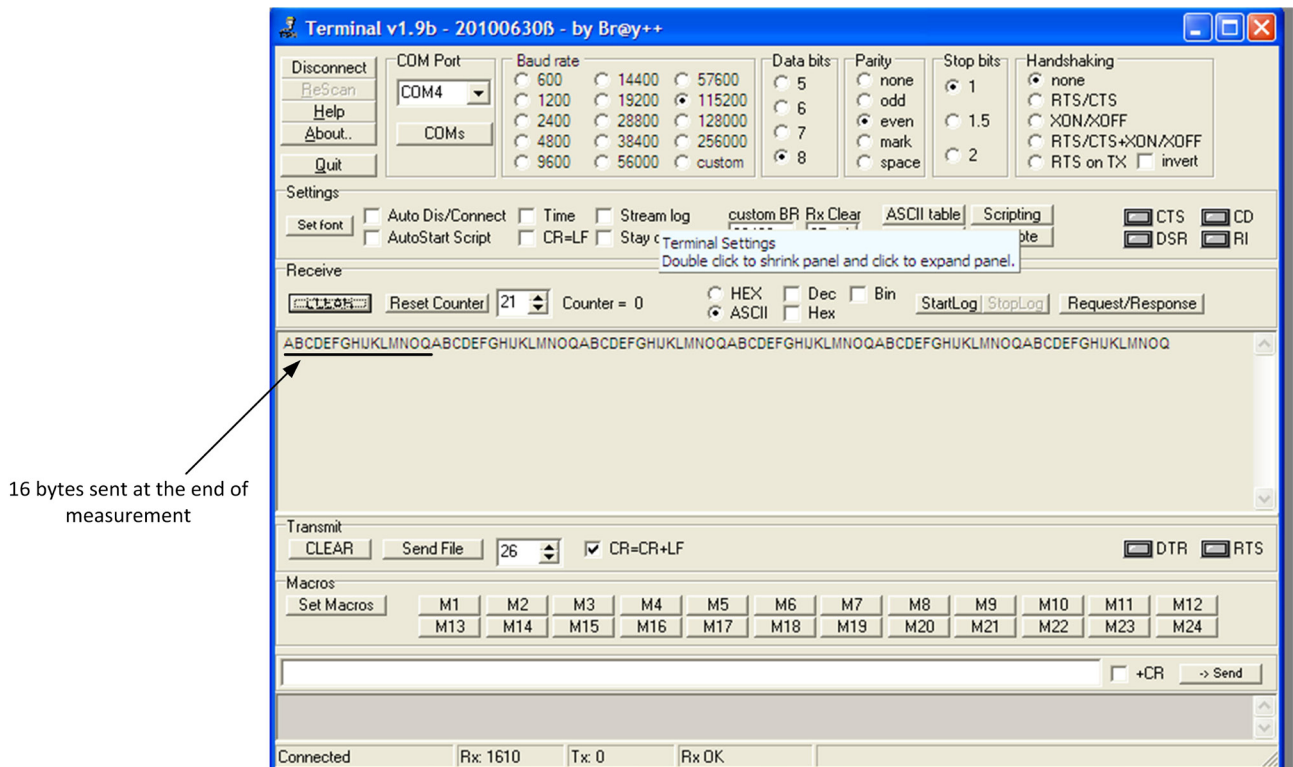 Terminal v1.9b - 20100630ß - by Br@y++
Disconnect
ReScan
Help
About..
Quit
COM Port
COM4
COMs
Baud rate
600 14400 57600
1200 19200 115200
2400 28800 128000
4800 38400 256000
9600 56000 custom
Data bits
5
6
7
8
Parity
none
odd
even
mark
space
Stop bits
1
1.5
2
Handshaking
none
RTS/CTS
XON/XOFF
RTS/CTS+XON/XOFF
RTS on TX invert
Settings
Set font
Auto Dis/Connect Time Stream log custom BR Rx Clear ASCII table Scripting CTS CD
AutoStart Script CR=LF Stay DSR RI
Terminal Settings
Double click to shrink panel and click to expand panel.
Receive
CLEAR Reset Counter 21 Counter = 0
HEX Dec Bin
ASCII Hex
StartLog StopLog Request/Response
ABCDEFGHIJKLMNOQABCDEFGHIJKLMNOQABCDEFGHIJKLMNOQABCDEFGHIJKLMNOQABCDEFGHIJKLMNOQABCDEFGHIJKLMNOQ
16 bytes sent at the end of
measurement
Transmit
CLEAR Send File 26 CR=CR+LF DTR RTS
Macros
Set Macros M1 M2 M3 M4 M5 M6 M7 M8 M9 M10 M11 M12
M13 M14 M15 M16 M17 M18 M19 M20 M21 M22 M23 M24
+CR -> Send
Connected Rx: 1610 Tx: 0 Rx OK